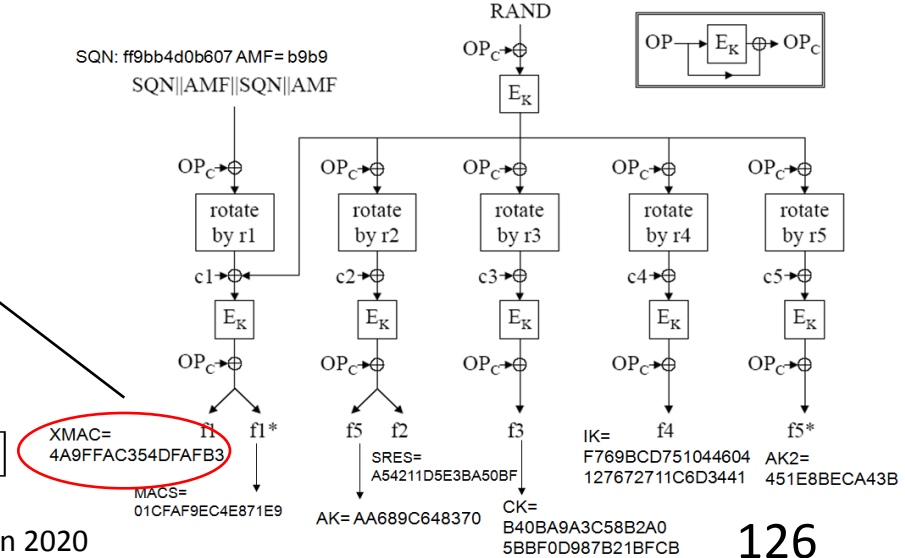 RAND
OPC
EK
OP EK OPC
SQN: ff9bb4d0b607 AMF= b9b9
SQN||AMF||SQN||AMF
OPC OPC OPC OPC OPC
rotate rotate rotate rotate rotate
by r1 by r2 by r3 by r4 by r5
c1 c2 c3 c4 c5
EK EK EK EK EK
OPC OPC OPC OPC OPC
f1 f1* f5 f2 f3 f4 f5*
XMAC=
4A9FFAC354DFAFB3
MACS=
01CFAF9EC4E871E9
SRES=
A54211D5E3BA50BF
AK= AA689C648370
CK=
B40BA9A3C58B2A0
5BBF0D987B21BFCB
IK=
F769BCD751044604
127672711C6D3441
AK2=
451E8BECA43B
n 2020
126